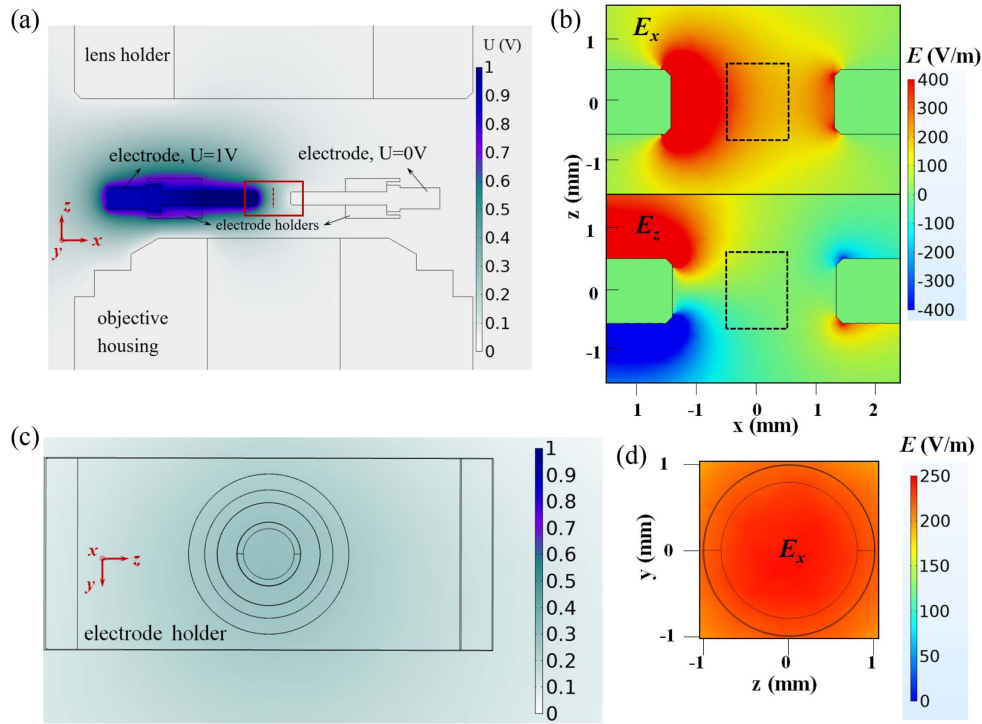 (a)
lens holder
U (V)
1
0.9
0.8
0.7
0.6
0.5
0.4
0.3
0.2
0.1
0
electrode, U=1V
electrode, U=0V
electrode holders
z
y
x
objective
housing
(b)
Ex
1
0
-1
z (mm)
Ez
1
0
-1
1
-1
0
1
2
x (mm)
E (V/m)
400
300
200
100
0
-100
-200
-300
-400
(c)
x
z
y
electrode holder
1
0.9
0.8
0.7
0.6
0.5
0.4
0.3
0.2
0.1
0
(d)
Ex
1
0
-1
y (mm)
-1
0
1
z (mm)
E (V/m)
250
200
150
100
50
0